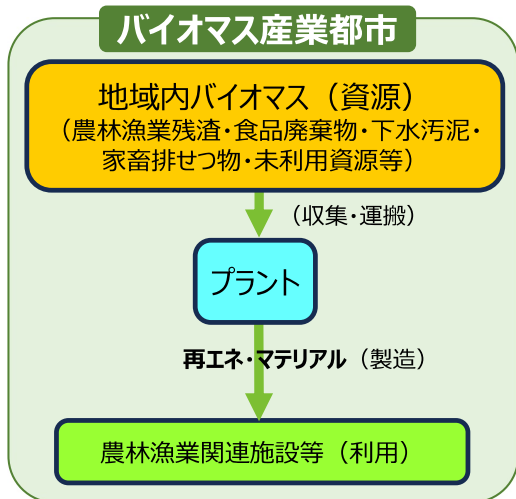 バイオマス産業都市
地域内バイオマス（資源）
（農林漁業残渣・食品廃棄物・下水汚泥・
家畜排せつ物・未利用資源等）
（収集・運搬）
プラント
再エネ・マテリアル（製造）
農林漁業関連施設等（利用）